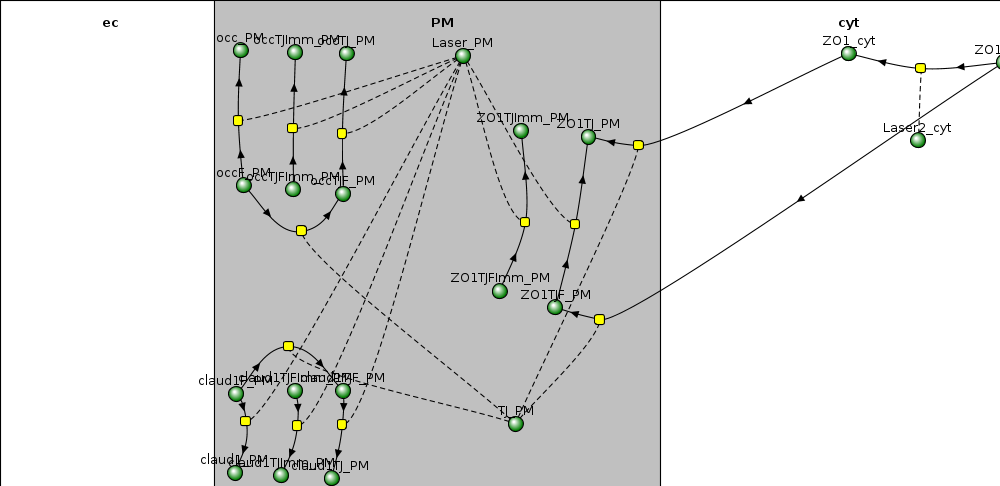 ec
PM
cyt
occ_PM
occTJImm_PM
occTJ_PM
Laser_PM
ZO1_cyt
ZO1
ZO1TJImm_PM
ZO1TJ_PM
Laser2_cyt
occF_PM
occTJFImm_PM
occTJF_PM
ZO1TJFImm_PM
ZO1TJF_PM
claud1F_PM
claud1TJFImm_PM
TJ_PM
claud1_PM
claud1TJImm_PM
claud1TJ_PM